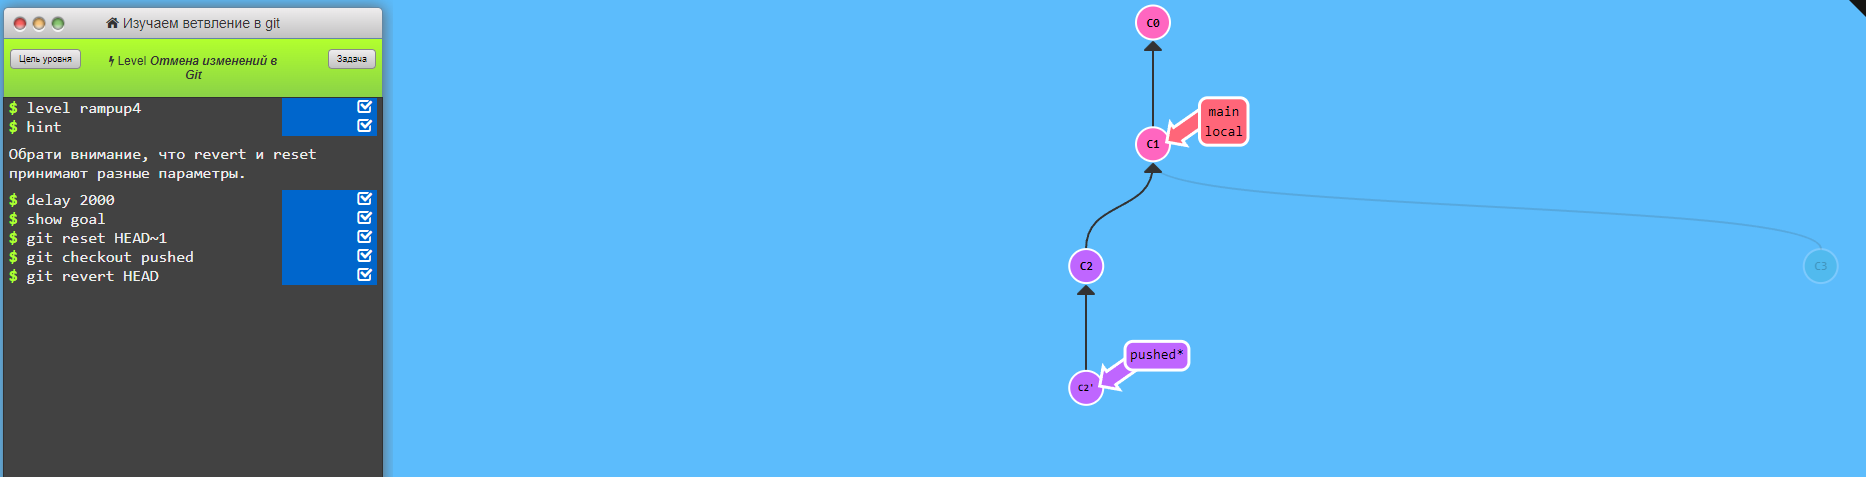 Изучаем ветвление в git
Цель уровня
Level Отмена изменений в
Git
Задача
$ level rampup4
$ hint
Обрати внимание, что revert и reset
принимают разные параметры.
$ delay 2000
$ show goal
$ git reset HEAD~1
$ git checkout pushed
$ git revert HEAD
C0
main
local
C1
C2
C3
pushed*
C2'